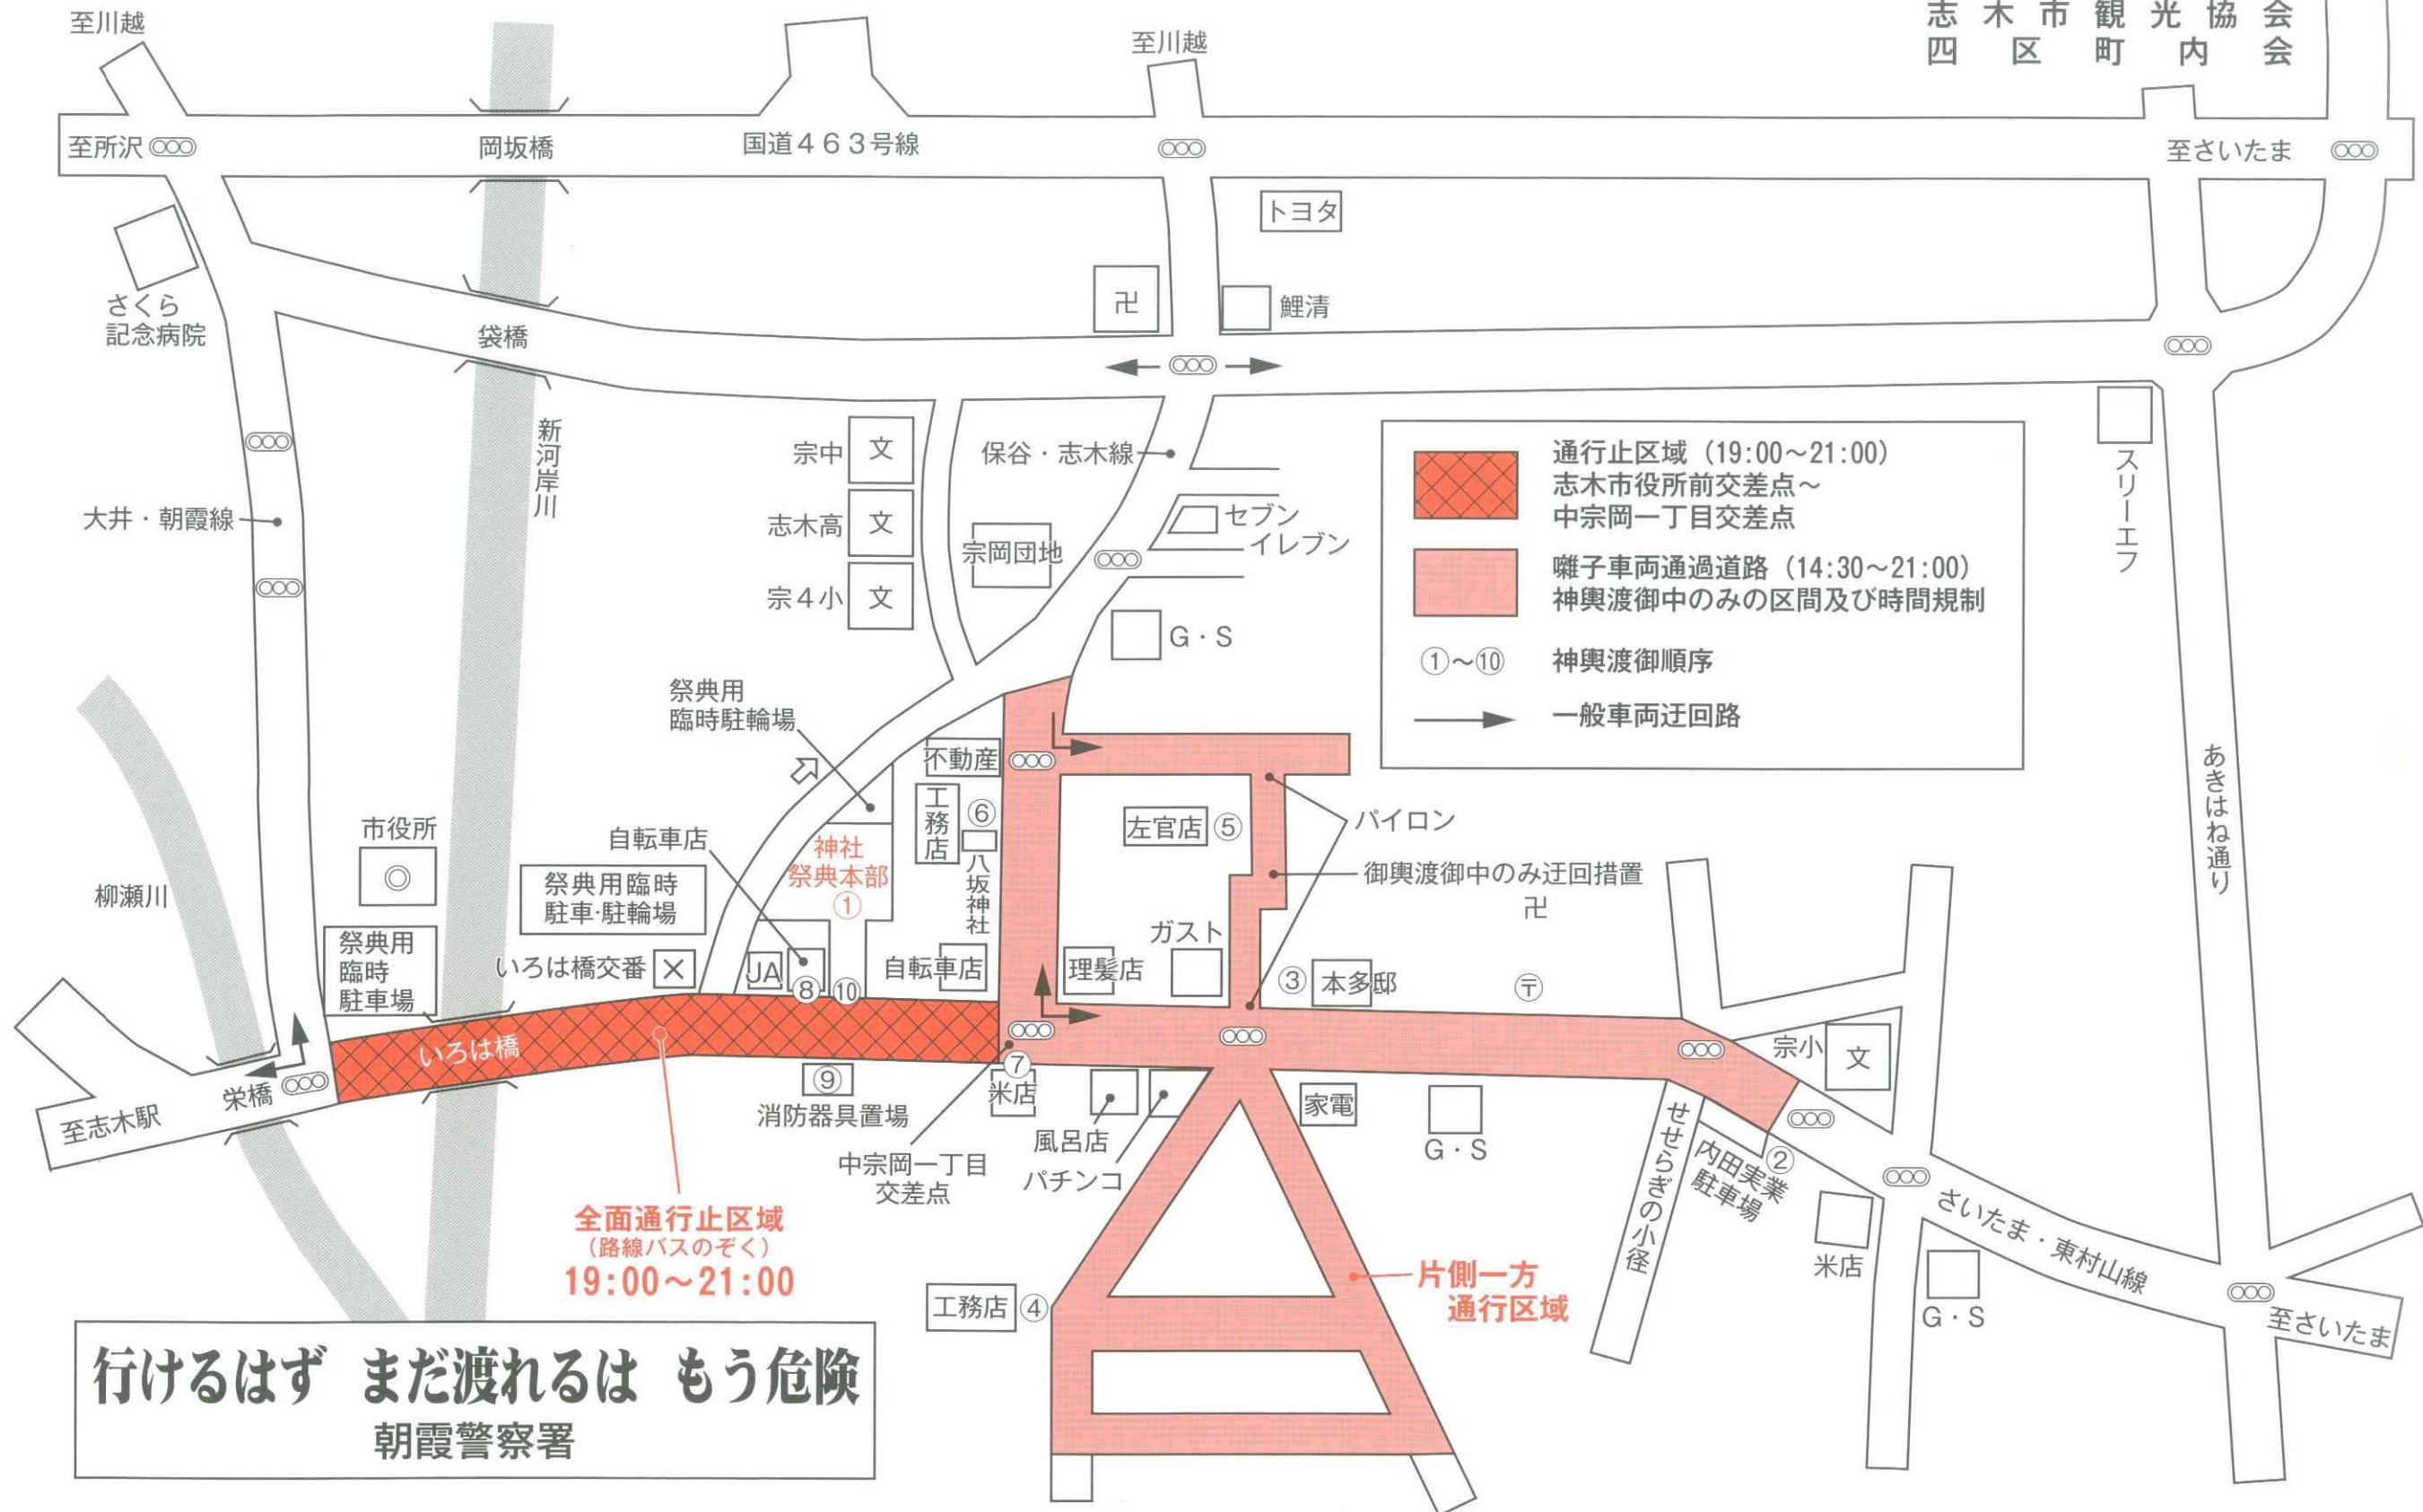 志木市観光協会
四区町内会
至川越
至川越
至所沢
岡坂橋
国道４６３号線
至さいたま
トヨタ
さくら
記念病院
卍
鯉清
袋橋
新河岸川
宗中
文
志木高
文
宗４小
文
保谷・志木線
宗岡団地
セブン
イレブン
G・S
大井・朝霞線
スリーエフ
通行止区域（19:00～21:00）
志木市役所前交差点～
中宗岡一丁目交差点
囃子車両通過道路（14:30～21:00）
神輿渡御中のみの区間及び時間規制
①～⑩
神輿渡御順序
一般車両迂回路
祭典用
臨時駐輪場
不動産
工務店
⑥
八坂神社
左官店
⑤
パイロン
御輿渡御中のみ迂回措置
卍
あきはね通り
市役所
◎
自転車店
神社
祭典本部
①
祭典用臨時
駐車・駐輪場
柳瀬川
祭典用
臨時
駐車場
いろは橋交番
JA
⑧
⑩
自転車店
理髪店
ガスト
③
本多邸
〒
いろは橋
栄橋
至志木駅
⑨
消防器具置場
⑦
米店
風呂店
パチンコ
中宗岡一丁目
交差点
家電
G・S
宗小
文
せせらぎの小径
②
内田実業
駐車場
米店
さいたま・東村山線
G・S
至さいたま
全面通行止区域
（路線バスのぞく）
19:00～21:00
工務店
④
片側一方
通行区域
行けるはず まだ渡れるは もう危険
朝霞警察署